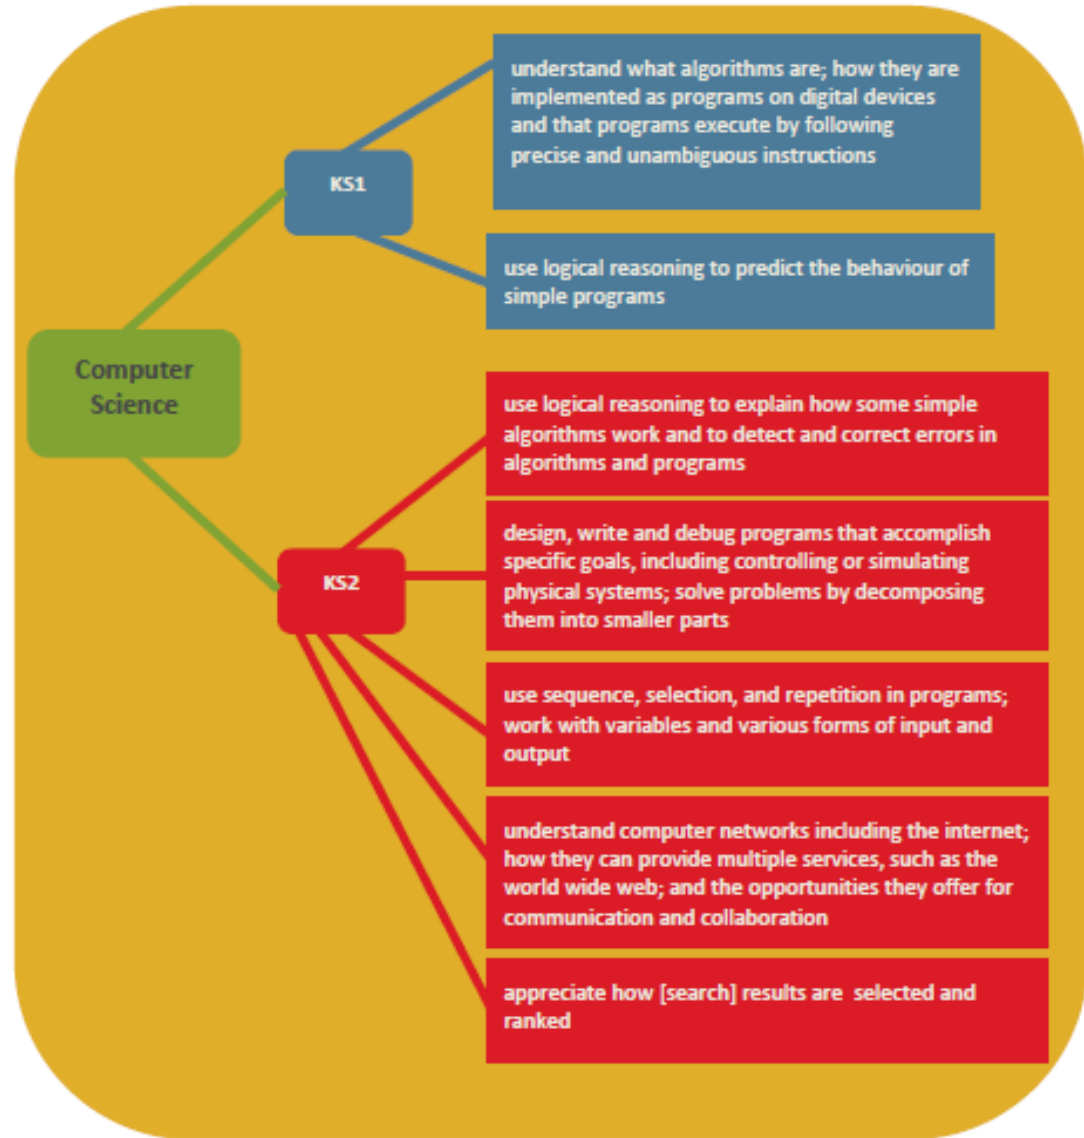 understand what algorithms are; how they are
implemented as programs on digital devices
and that programs execute by following
precise and unambiguous instructions
KS1
use logical reasoning to predict the behaviour of
simple programs
Computer
Science
use logical reasoning to explain how some simple
algorithms work and to detect and correct errors in
algorithms and programs
design, write and debug programs that accomplish
specific goals, including controlling or simulating
physical systems; solve problems by decomposing
them into smaller parts
KS2
use sequence, selection, and repetition in programs;
work with variables and various forms of input and
output
understand computer networks including the internet;
how they can provide multiple services, such as the
world wide web; and the opportunities they offer for
communication and collaboration
appreciate how [search] results are selected and
ranked